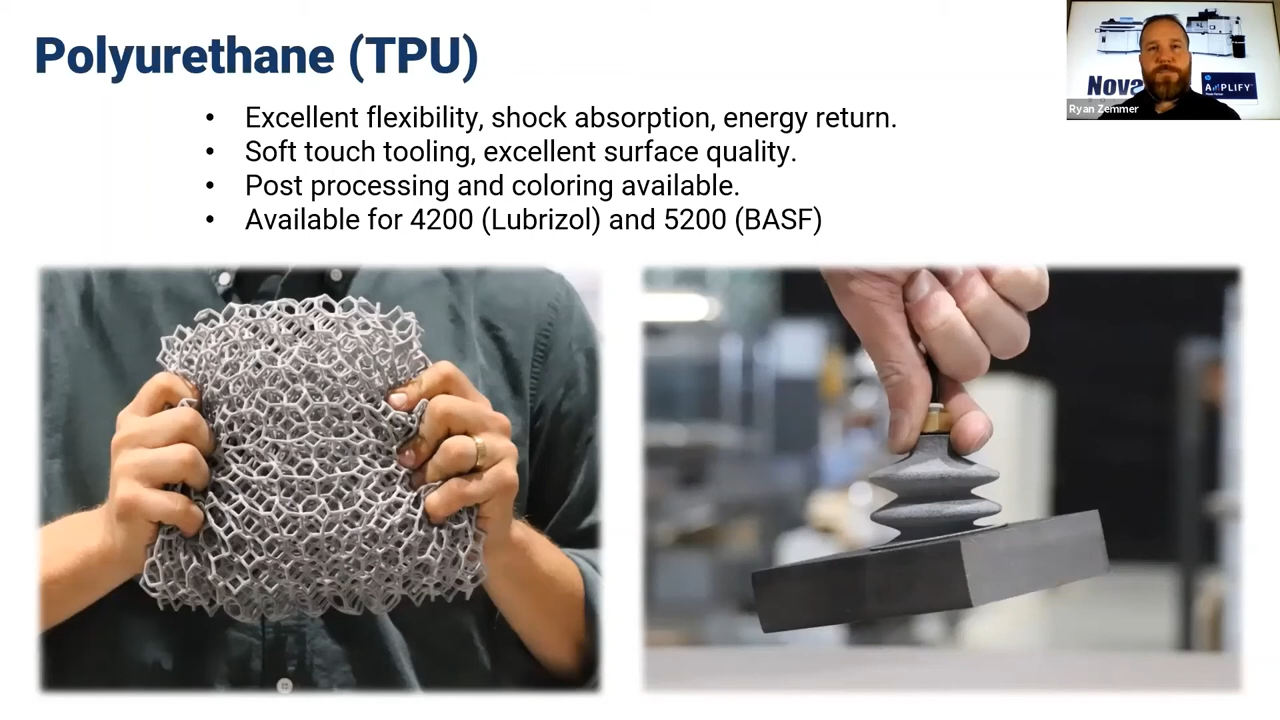 Polyurethane (TPU)
• Excellent flexibility, shock absorption, energy return.
• Soft touch tooling, excellent surface quality.
• Post processing and coloring available.
• Available for 4200 (Lubrizol) and 5200 (BASF)
AMPLIFY
Ryan Zemmer